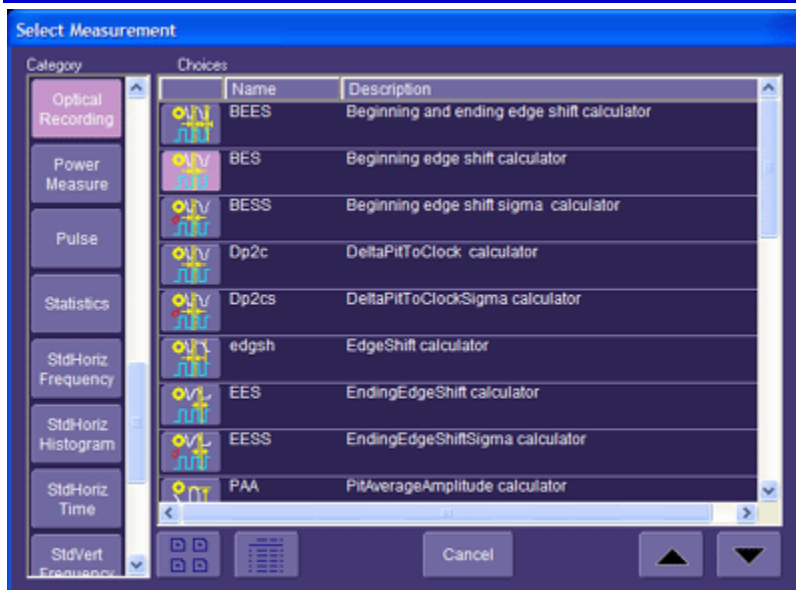 Select Measurement
Category
Choices
Optical
Recording
Power
Measure
Pulse
Statistics
StdHoriz
Frequency
StdHoriz
Histogram
StdHoriz
Time
StdVert
Frequency
Name Description
BEES Beginning and ending edge shift calculator
BES Beginning edge shift calculator
BESS Beginning edge shift sigma calculator
Dp2c DeltaPitToClock calculator
Dp2cs DeltaPitToClockSigma calculator
edgsh EdgeShift calculator
EES EndingEdgeShift calculator
EESS EndingEdgeShiftSigma calculator
PAA PitAverageAmplitude calculator
Cancel